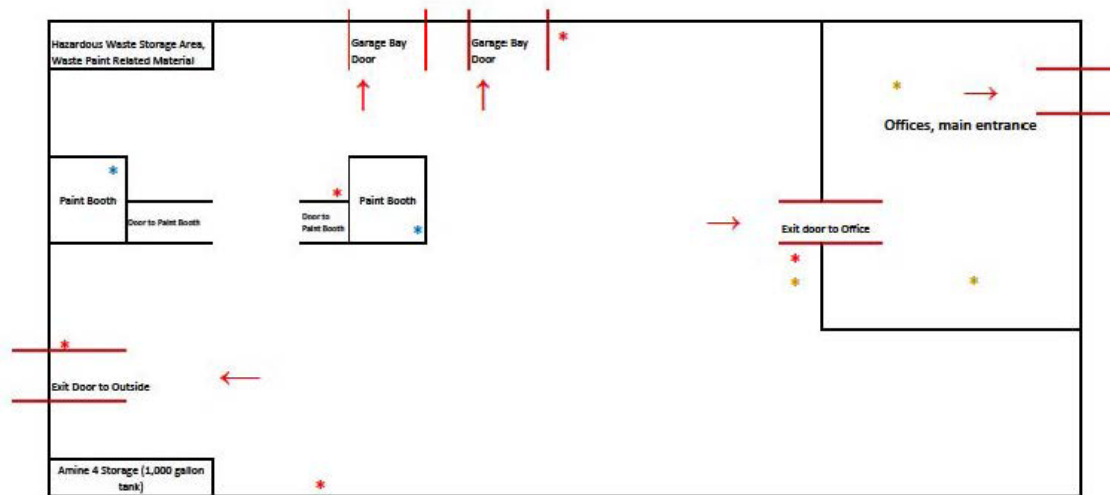 Hazardous Waste Storage Area,
Waste Paint Related Material
Garage Bay
Door
Garage Bay
Door
*
*
Offices, main entrance
*
Paint Booth
Door to Paint Booth
*
Door to
Paint Booth
Paint Booth
*
Exit door to Office
*
*
*
*
Exit Door to Outside
Amine 4 Storage (1,000 gallon
tank)
*